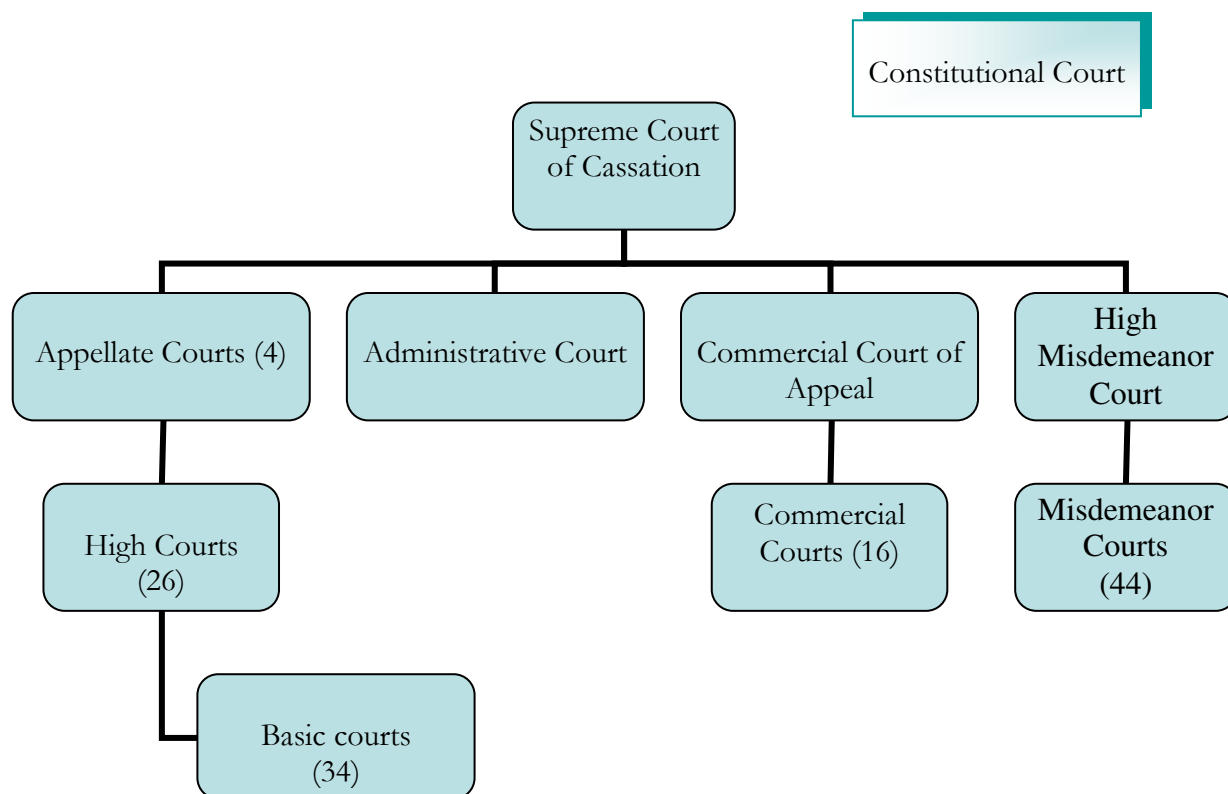 Constitutional Court
Supreme Court
of Cassation
Appellate Courts (4)
Administrative Court
Commercial Court of
Appeal
High
Misdemeanor
Court
High Courts
(26)
Commercial
Courts (16)
Misdemeanor
Courts
(44)
Basic courts
(34)